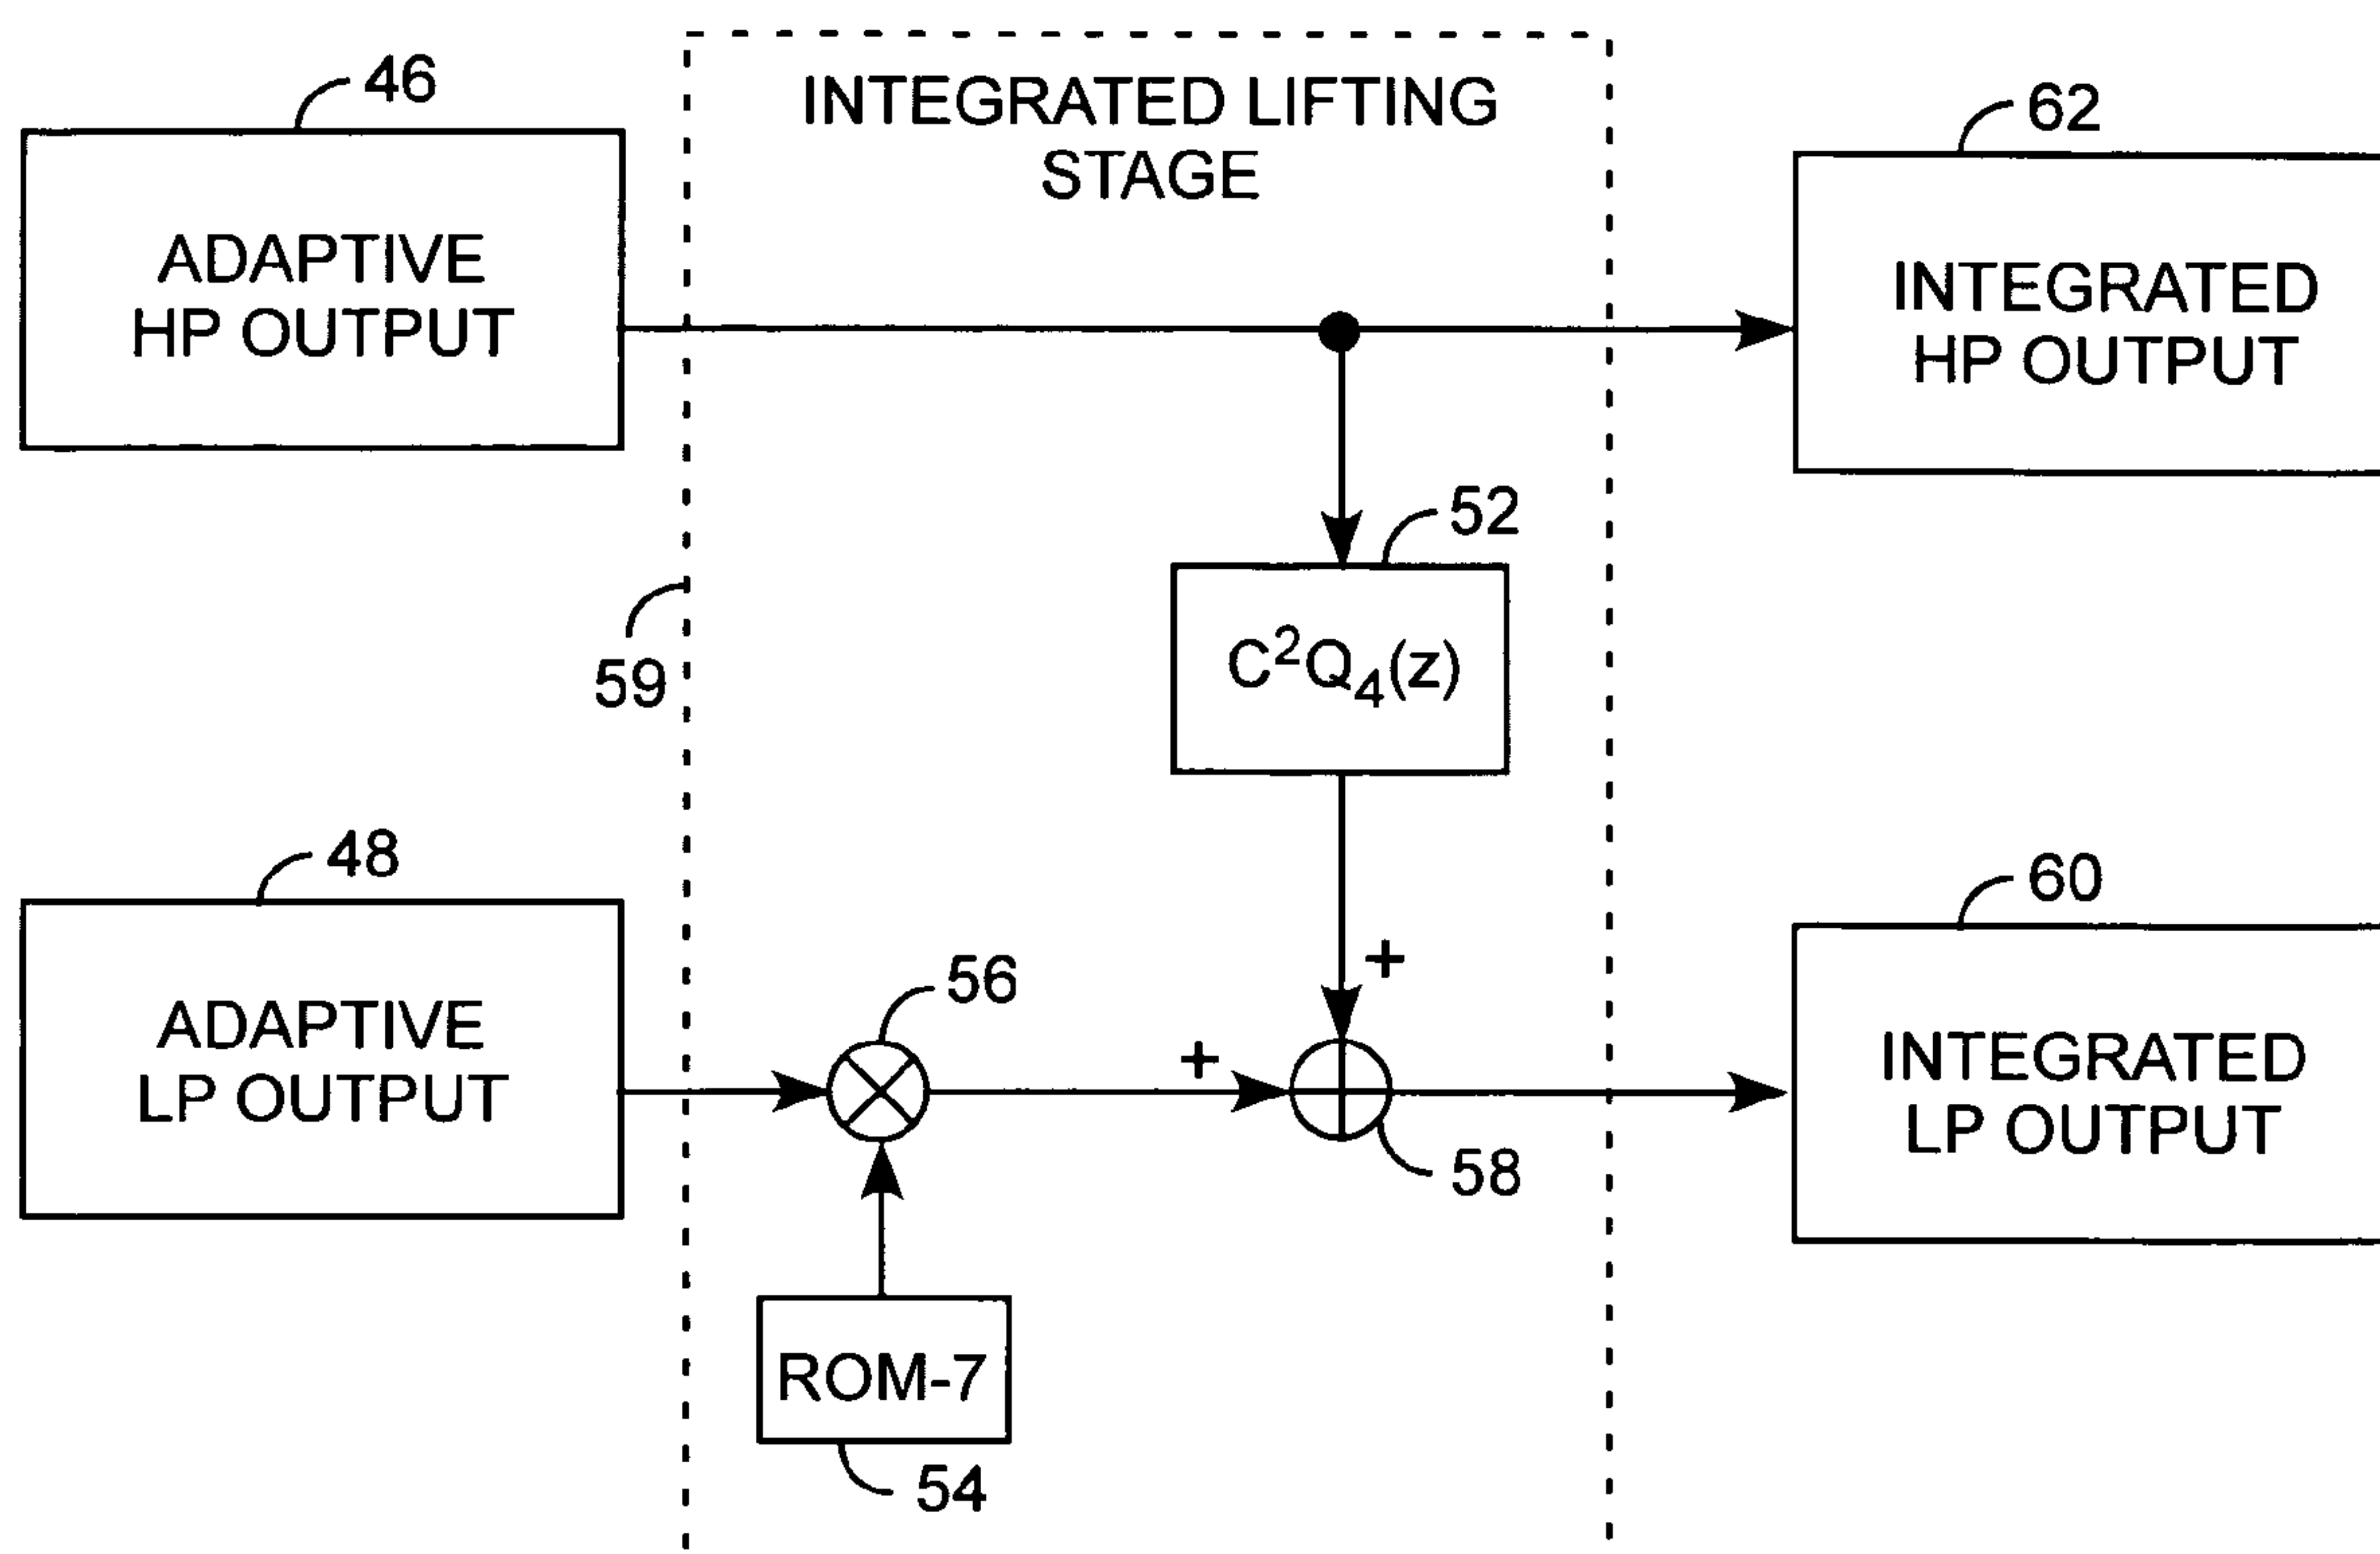 46
INTEGRATED LIFTING
STAGE
62
ADAPTIVE
HP OUTPUT
INTEGRATED
HP OUTPUT
52
C²Q₄(z)
59
48
60
+
56
ADAPTIVE
LP OUTPUT
+
INTEGRATED
LP OUTPUT
58
ROM-7
54